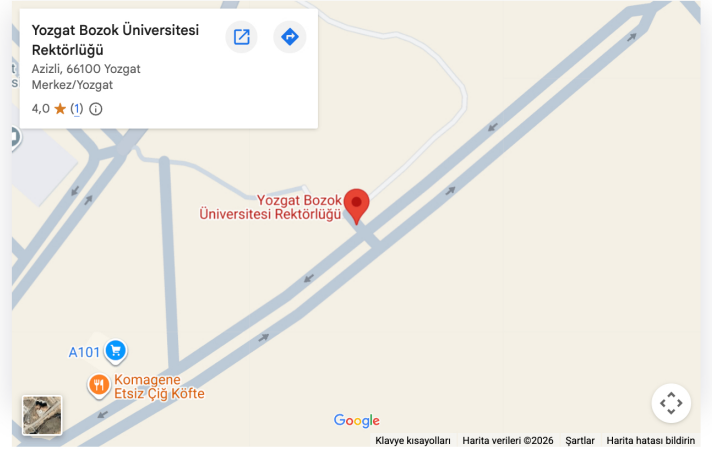 Yozgat Bozok Üniversitesi
Rektörlüğü
Azizli, 66100 Yozgat
Merkez/Yozgat
4,0 ★ (1)
Yozgat Bozok
Üniversitesi Rektörlüğü
A101
Komagene
Etsiz Çiğ Köfte
Google
Klavye kısayolları Harita verileri ©2026 Şartlar Harita hatası bildirin